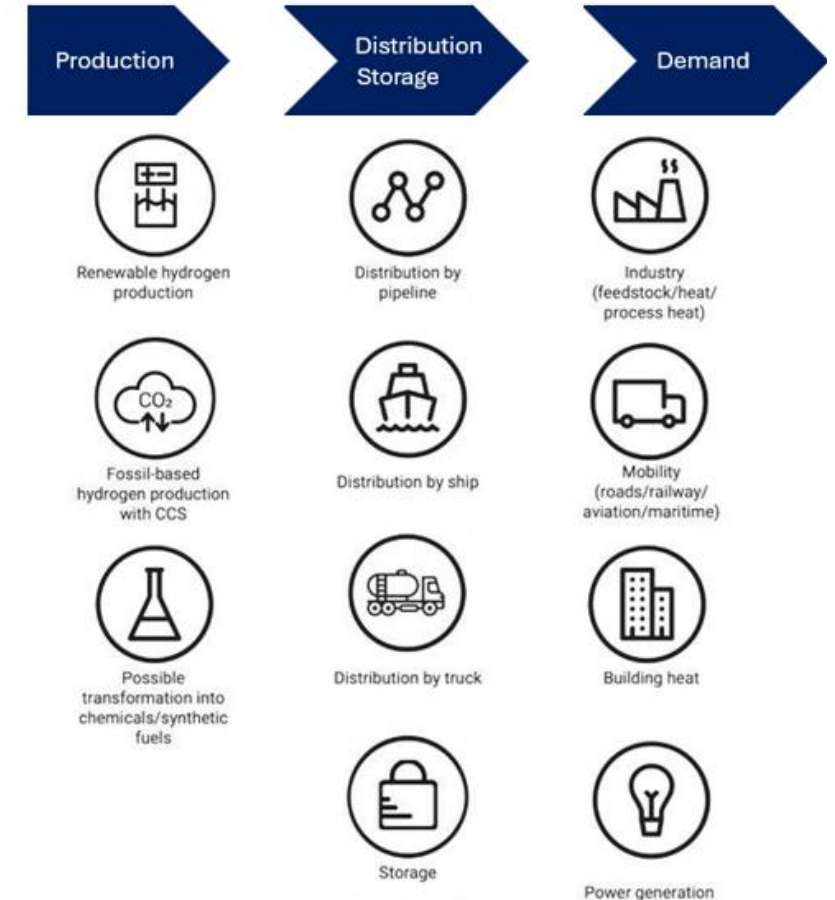 Production
Distribution
Storage
Demand
Renewable hydrogen
production
Distribution by
pipeline
Industry
(feedstock/heat/
process heat)
CO₂
Fossil-based
hydrogen production
with CCS
Distribution by ship
Mobility
(roads/railway/
aviation/maritime)
Possible
transformation into
chemicals/synthetic
fuels
Distribution by truck
Building heat
Storage
Power generation